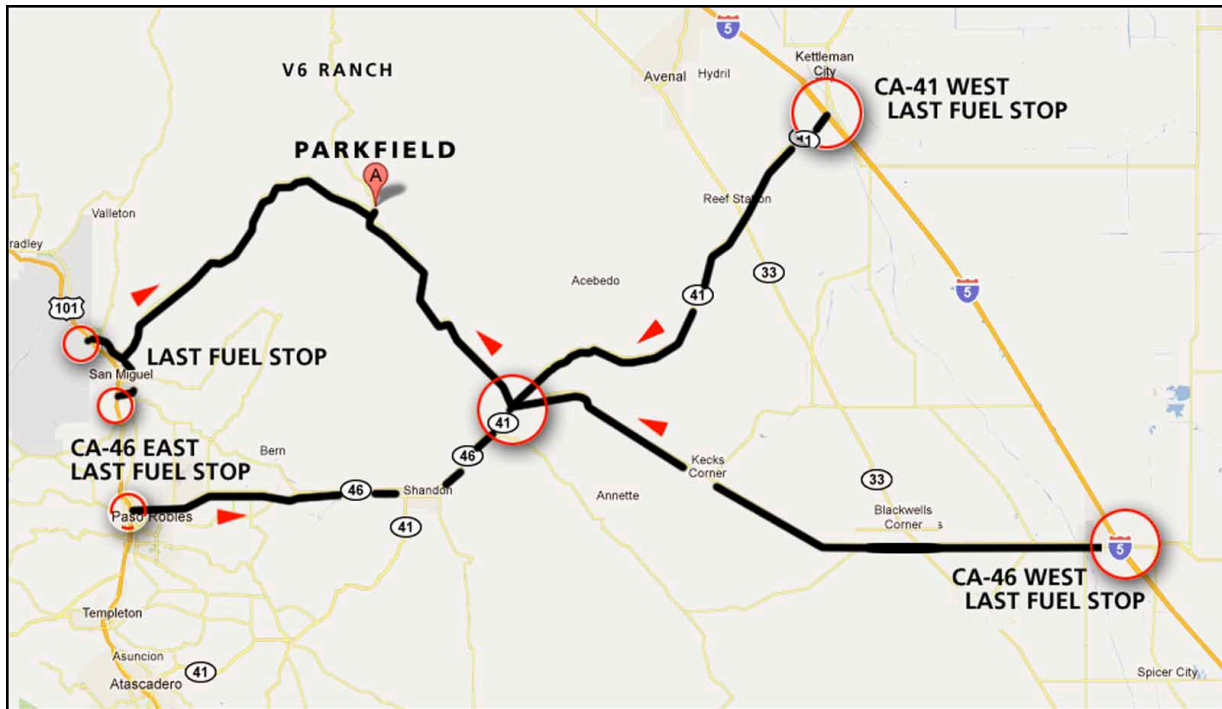 5
Kettleman
City
V6 RANCH
Avenal
Hydril
CA-41 WEST
LAST FUEL STOP
41
PARKFIELD
A
Reef Station
Valleton
radley
33
Acebedo
5
41
101
LAST FUEL STOP
San Miguel
41
CA-46 EAST
LAST FUEL STOP
Bern
46
Kecks
Corner
46
Shandon
Annette
33
Blackwells
Corner
s
Paso Robles
41
5
CA-46 WEST
LAST FUEL STOP
Templeton
Asuncion
41
Atascadero
Spicer City